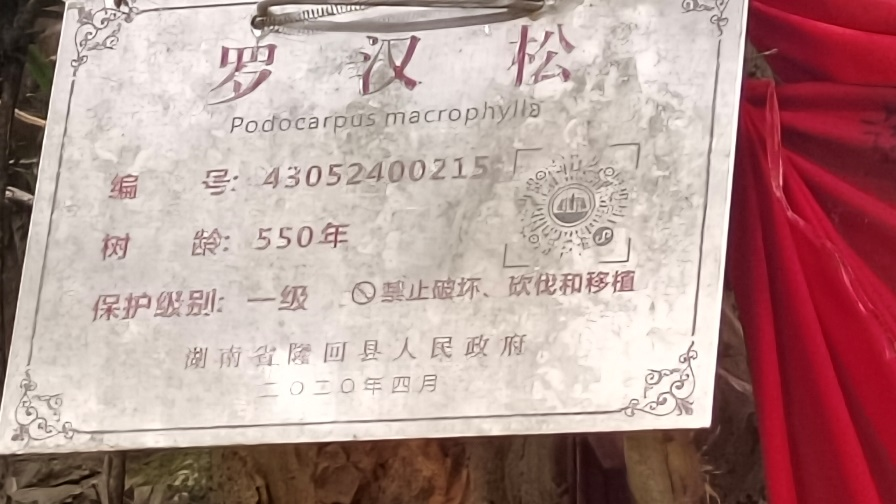 罗汉松
Podocarpus macrophylla
编号: 43052400215
树龄: 550年
保护级别: 一级
禁止破坏、砍伐和移植
湖南省隆回县人民政府
二〇二〇年四月